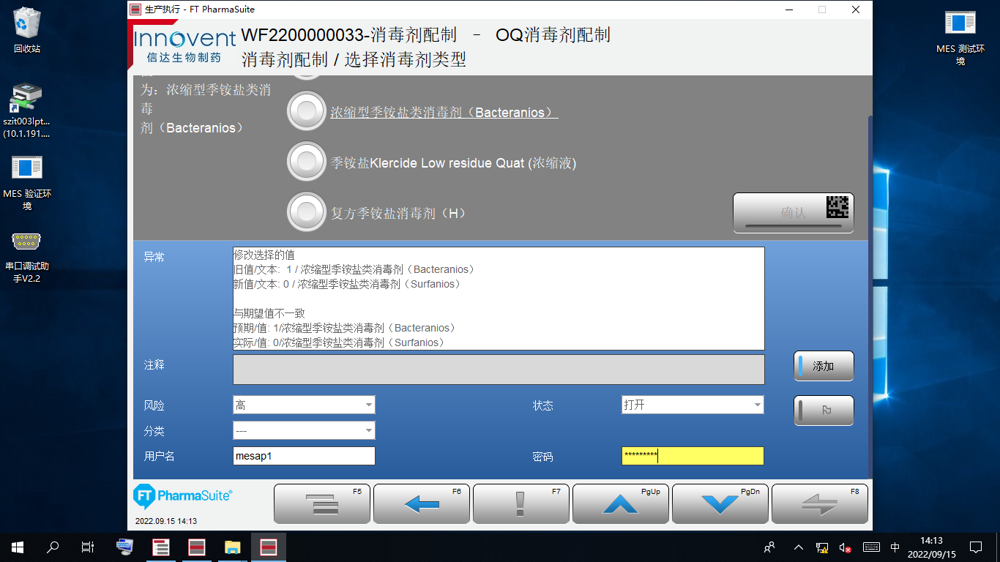 生产执行 - FT PharmaSuite
Innovent
信达生物制药
WF2200000033-消毒剂配制 - OQ消毒剂配制
消毒剂配制 / 选择消毒剂类型
回收站
szit003lpt...
(10.1.191....
MES 验证环
境
串口调试助
手V2.2
MES 测试环
境
为：浓缩型季铵盐类消
毒
剂（Bacteranios）
浓缩型季铵盐类消毒剂（Bacteranios）
季铵盐Klercide Low residue Quat (浓缩液)
复方季铵盐消毒剂（H）
确认
异常
修改选择的值
旧值/文本: 1 / 浓缩型季铵盐类消毒剂（Bacteranios）
新值/文本: 0 / 浓缩型季铵盐类消毒剂（Surfanios）
与期望值不一致
预期/值: 1/浓缩型季铵盐类消毒剂（Bacteranios）
实际/值: 0/浓缩型季铵盐类消毒剂（Surfanios）
注释
添加
风险 高 状态 打开
分类 ---
用户名 mesap1 密码 *********
FT PharmaSuite®
2022.09.15 14:13
F5 F6 F7 PgUp PgDn F8
中
14:13
2022/09/15